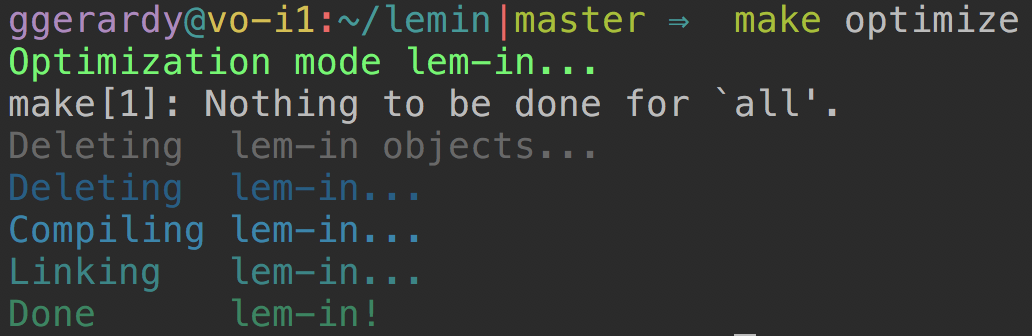 ggerardy@vo-i1:~/lemin|master ⇒  make optimize
Optimization mode lem-in...
make[1]: Nothing to be done for `all'.
Deleting  lem-in objects...
Deleting  lem-in...
Compiling lem-in...
Linking   lem-in...
Done      lem-in!